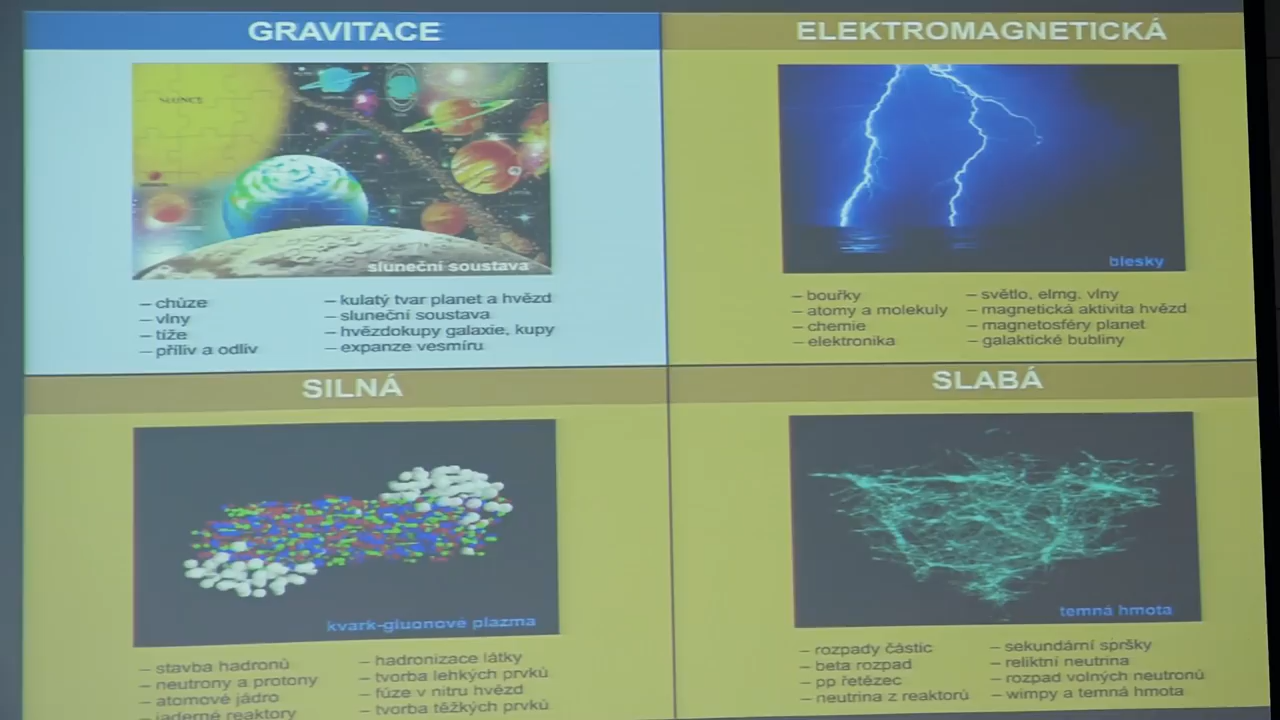 GRAVITACE
SLUNCE
sluneční soustava
– chůze
– vlny
– tíže
– příliv a odliv
– kulatý tvar planet a hvězd
– sluneční soustava
– hvězdokupy galaxie, kupy
– expanze vesmíru
ELEKTROMAGNETICKÁ
blesky
– bouřky
– atomy a molekuly
– chemie
– elektronika
– světlo, elmg. vlny
– magnetická aktivita hvězd
– magnetosféry planet
– galaktické bubliny
SILNÁ
kvark-gluonové plazma
– stavba hadronů
– neutrony a protony
– atomové jádro
– jaderné reaktory
– hadronizace látky
– tvorba lehkých prvků
– fúze v nitru hvězd
– tvorba těžkých prvků
SLABÁ
temná hmota
– rozpady částic
– beta rozpad
– pp řetězec
– neutrina z reaktorů
– sekundární spršky
– reliktní neutrina
– rozpad volných neutronů
– wimpy a temná hmota